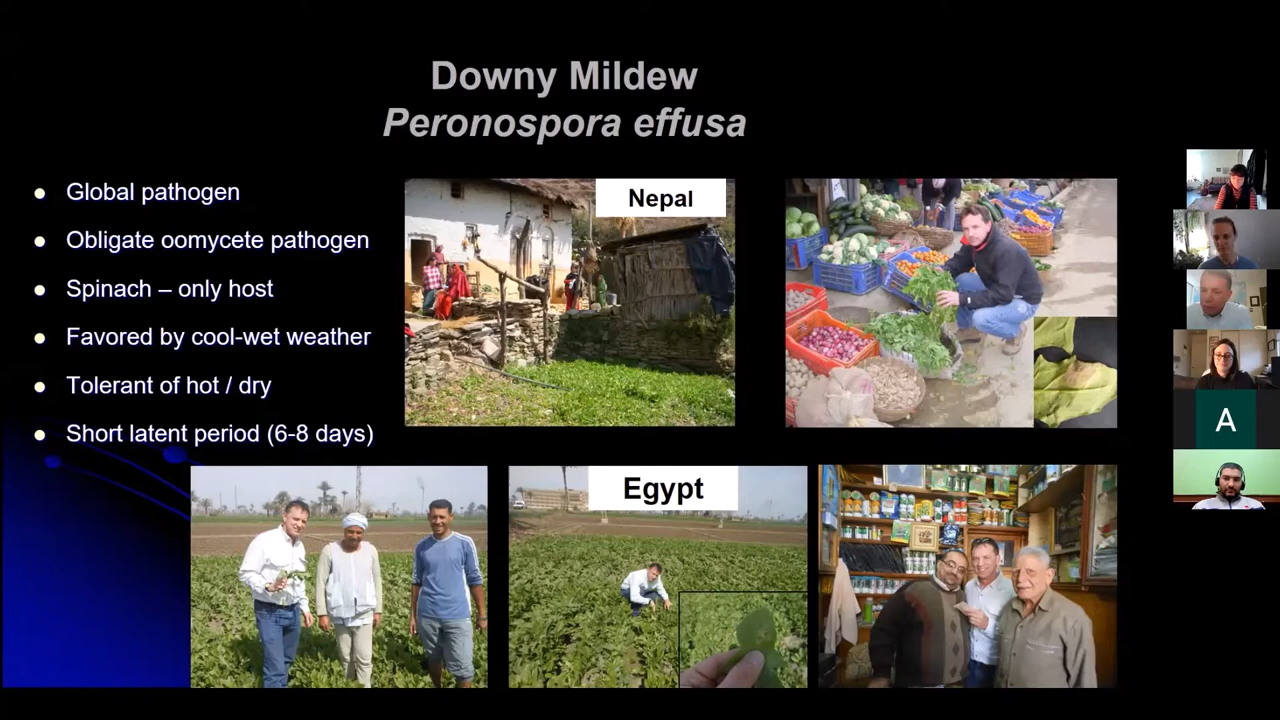 Downy Mildew
Peronospora effusa
Global pathogen
Obligate oomycete pathogen
Spinach – only host
Favored by cool-wet weather
Tolerant of hot / dry
Short latent period (6-8 days)
Nepal
Egypt
A